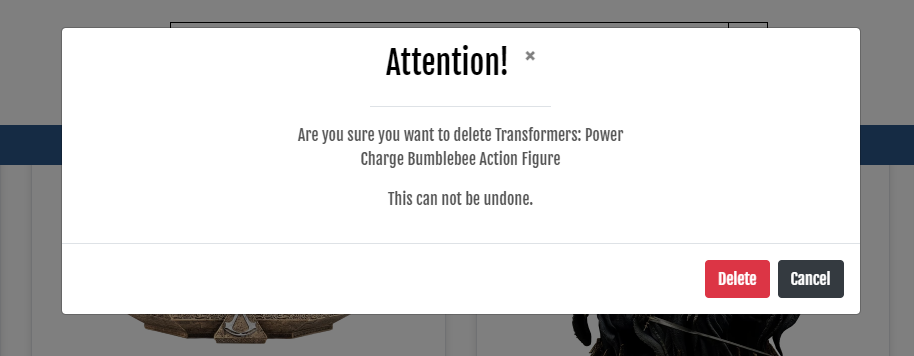 Attention! ×
Are you sure you want to delete Transformers: Power
Charge Bumblebee Action Figure
This can not be undone.
Delete Cancel